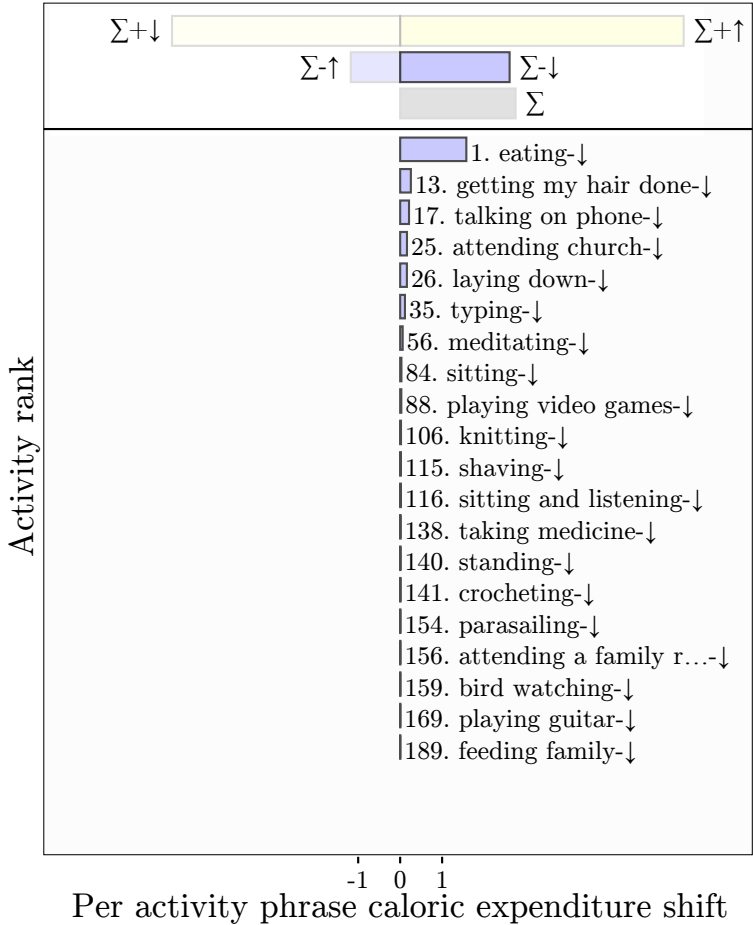 ∑+↓ ∑+↑
∑-↑ ∑-↓
∑
1. eating-↓
13. getting my hair done-↓
17. talking on phone-↓
25. attending church-↓
26. laying down-↓
35. typing-↓
56. meditating-↓
84. sitting-↓
88. playing video games-↓
106. knitting-↓
115. shaving-↓
116. sitting and listening-↓
138. taking medicine-↓
140. standing-↓
141. crocheting-↓
154. parasailing-↓
156. attending a family r...-↓
159. bird watching-↓
169. playing guitar-↓
189. feeding family-↓
Activity rank
-1 0 1
Per activity phrase caloric expenditure shift